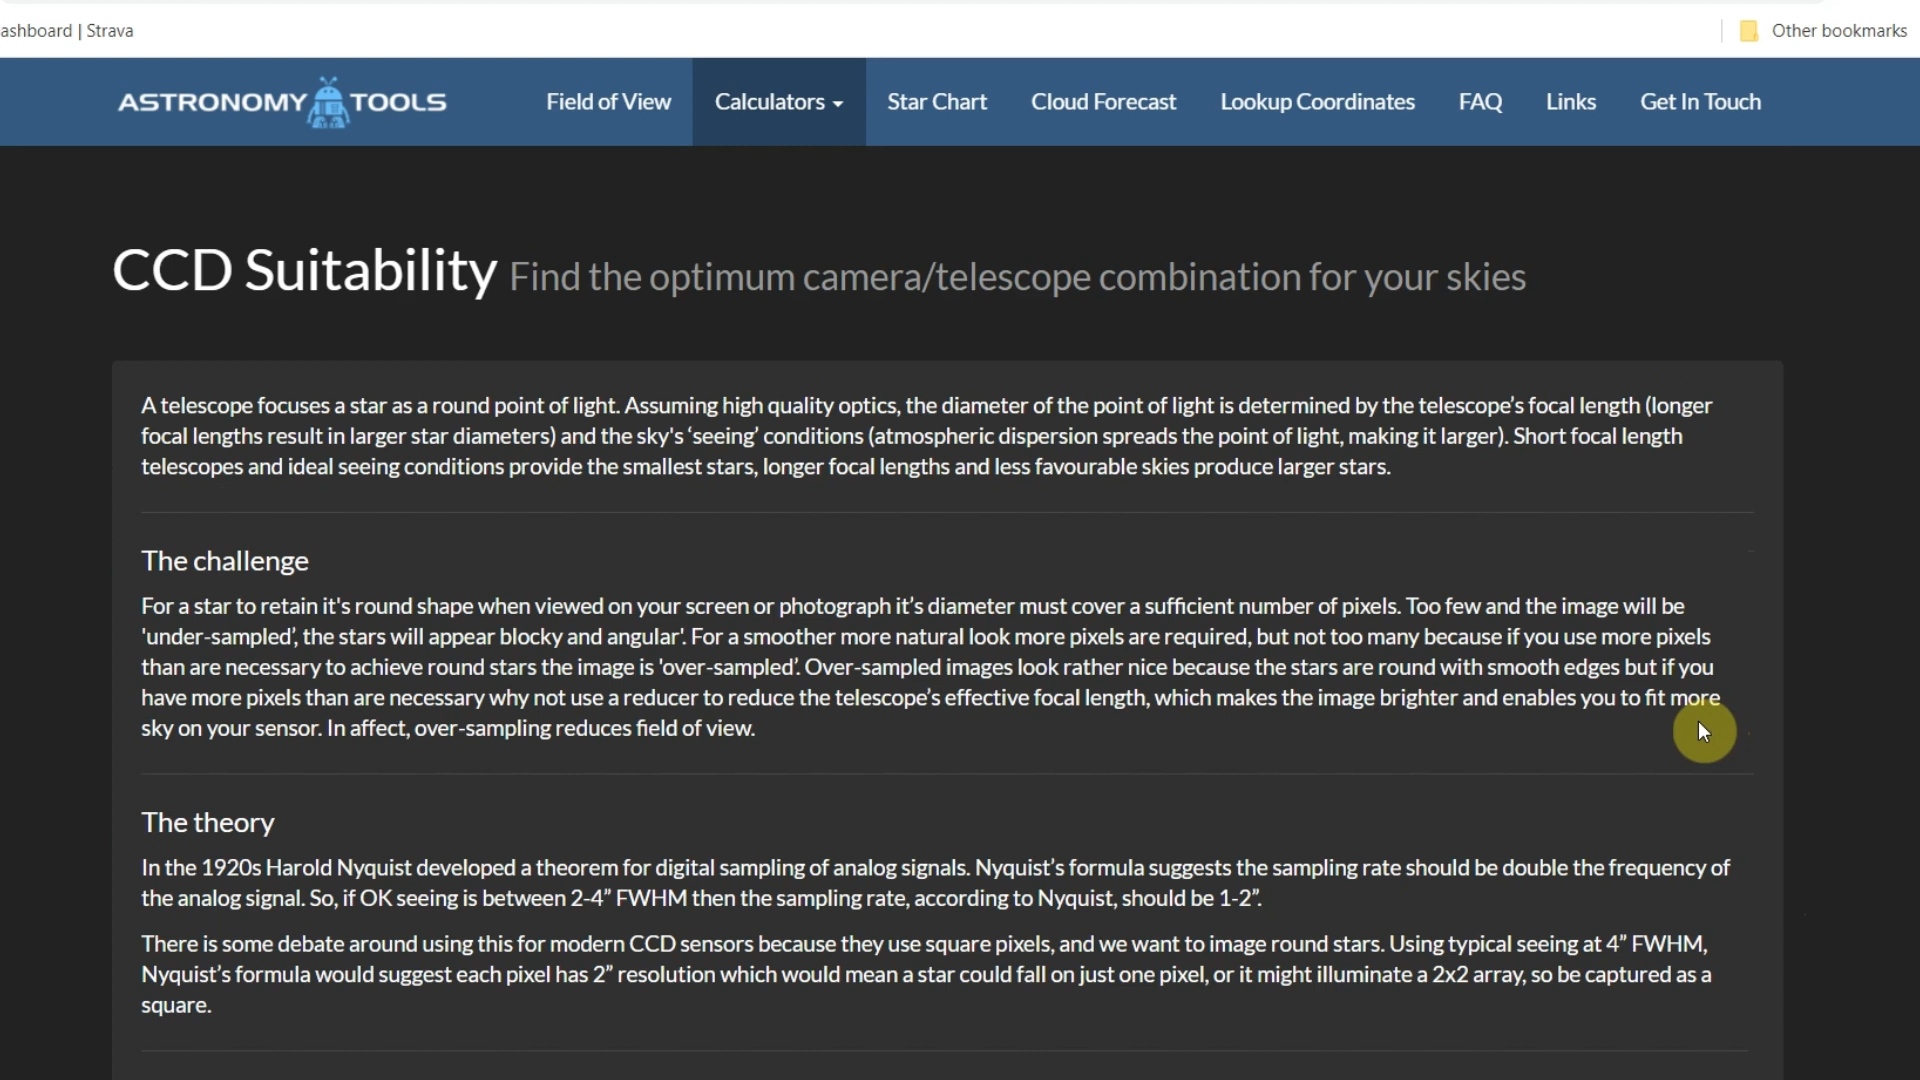 ashboard | Strava
Other bookmarks
ASTRONOMY TOOLS
Field of View
Calculators
Star Chart
Cloud Forecast
Lookup Coordinates
FAQ
Links
Get In Touch
CCD Suitability Find the optimum camera/telescope combination for your skies
A telescope focuses a star as a round point of light. Assuming high quality optics, the diameter of the point of light is determined by the telescope’s focal length (longer
focal lengths result in larger star diameters) and the sky's ‘seeing’ conditions (atmospheric dispersion spreads the point of light, making it larger). Short focal length
telescopes and ideal seeing conditions provide the smallest stars, longer focal lengths and less favourable skies produce larger stars.
The challenge
For a star to retain it's round shape when viewed on your screen or photograph it’s diameter must cover a sufficient number of pixels. Too few and the image will be
'under-sampled', the stars will appear blocky and angular'. For a smoother more natural look more pixels are required, but not too many because if you use more pixels
than are necessary to achieve round stars the image is 'over-sampled'. Over-sampled images look rather nice because the stars are round with smooth edges but if you
have more pixels than are necessary why not use a reducer to reduce the telescope’s effective focal length, which makes the image brighter and enables you to fit more
sky on your sensor. In affect, over-sampling reduces field of view.
The theory
In the 1920s Harold Nyquist developed a theorem for digital sampling of analog signals. Nyquist’s formula suggests the sampling rate should be double the frequency of
the analog signal. So, if OK seeing is between 2-4” FWHM then the sampling rate, according to Nyquist, should be 1-2”.
There is some debate around using this for modern CCD sensors because they use square pixels, and we want to image round stars. Using typical seeing at 4” FWHM,
Nyquist’s formula would suggest each pixel has 2” resolution which would mean a star could fall on just one pixel, or it might illuminate a 2x2 array, so be captured as a
square.